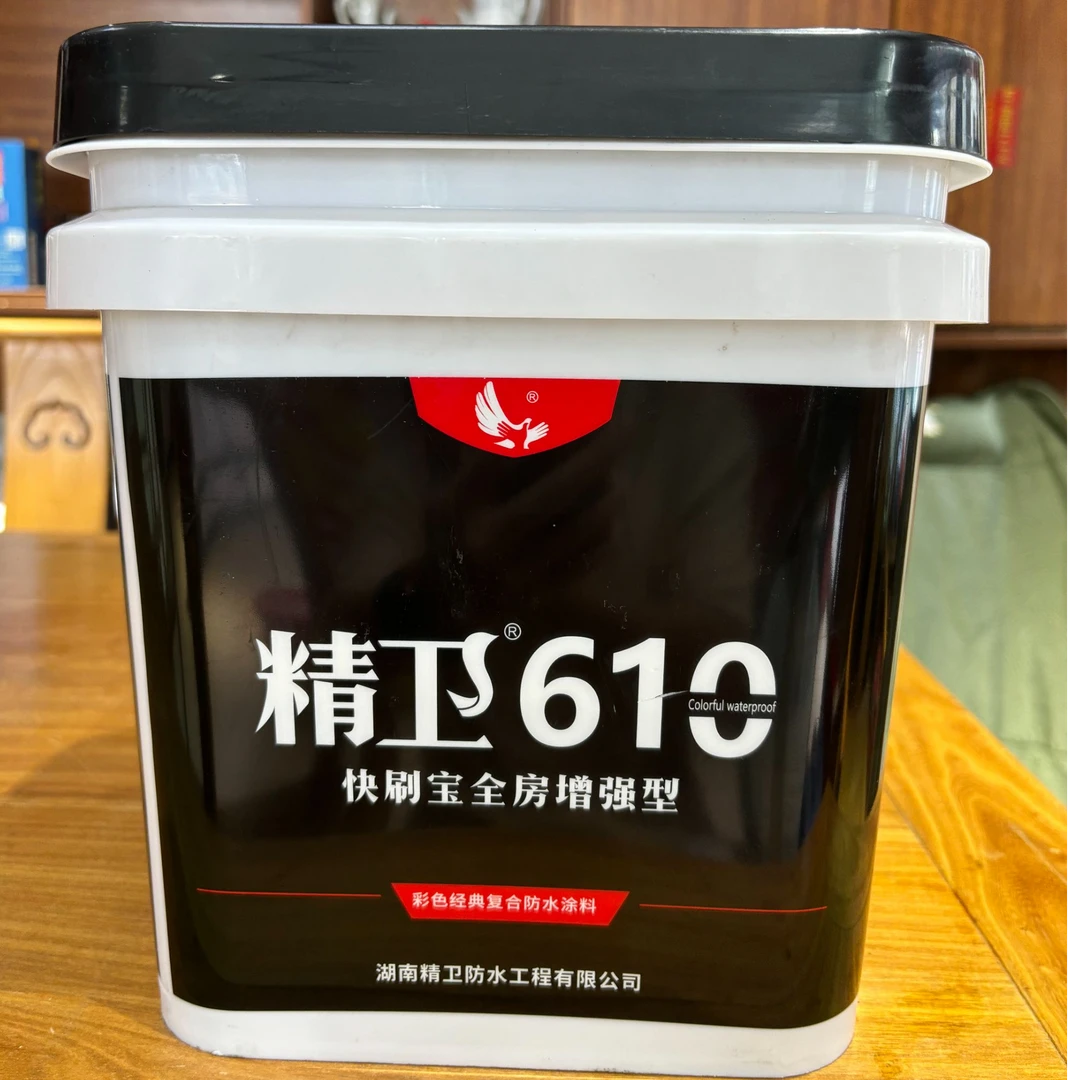 ®
精卫® 610
Colorful waterproof
快刷宝全房增强型
彩色经典复合防水涂料
湖南精卫防水工程有限公司